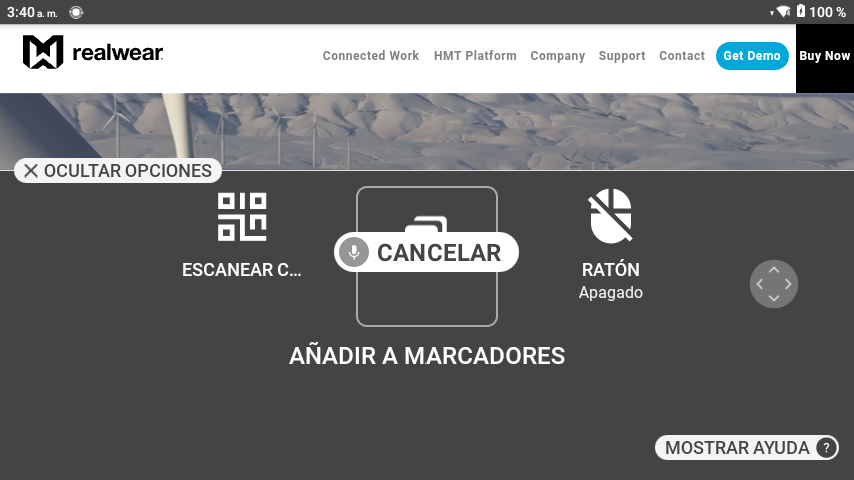 3:40 a. m.
100 %
realwear
Connected Work HMT Platform Company Support Contact Get Demo Buy Now
OCULTAR OPCIONES
CANCELAR
ESCANEAR C...
RATÓN
Apagado
AÑADIR A MARCADORES
MOSTRAR AYUDA ?